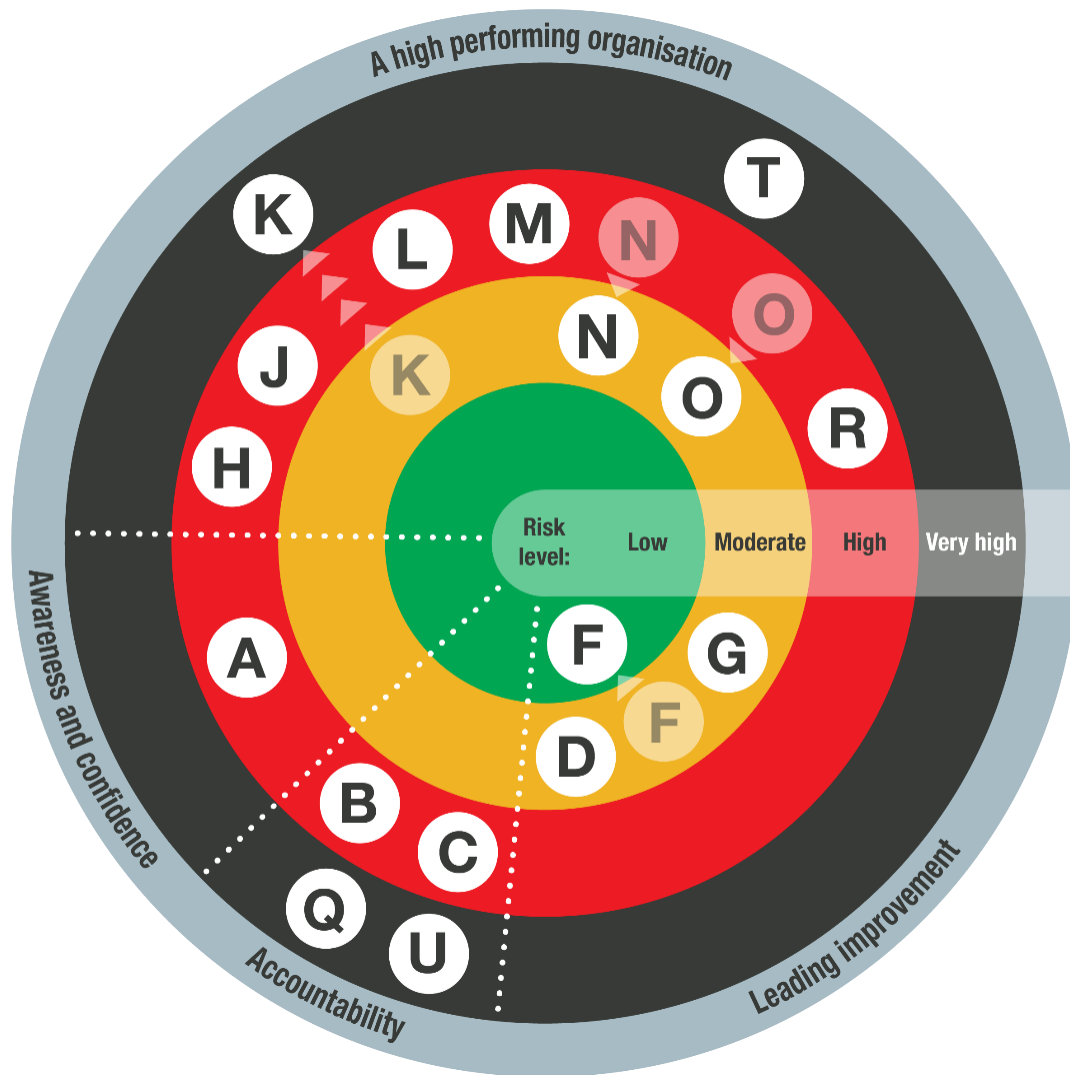 A high performing organisation
T
K
M
N
L
O
N
J
K
O
R
H
Risk
level:
Low
Moderate
High
Very high
F
G
A
F
D
B
C
Q
U
Awareness and confidence
Accountability
Leading improvement